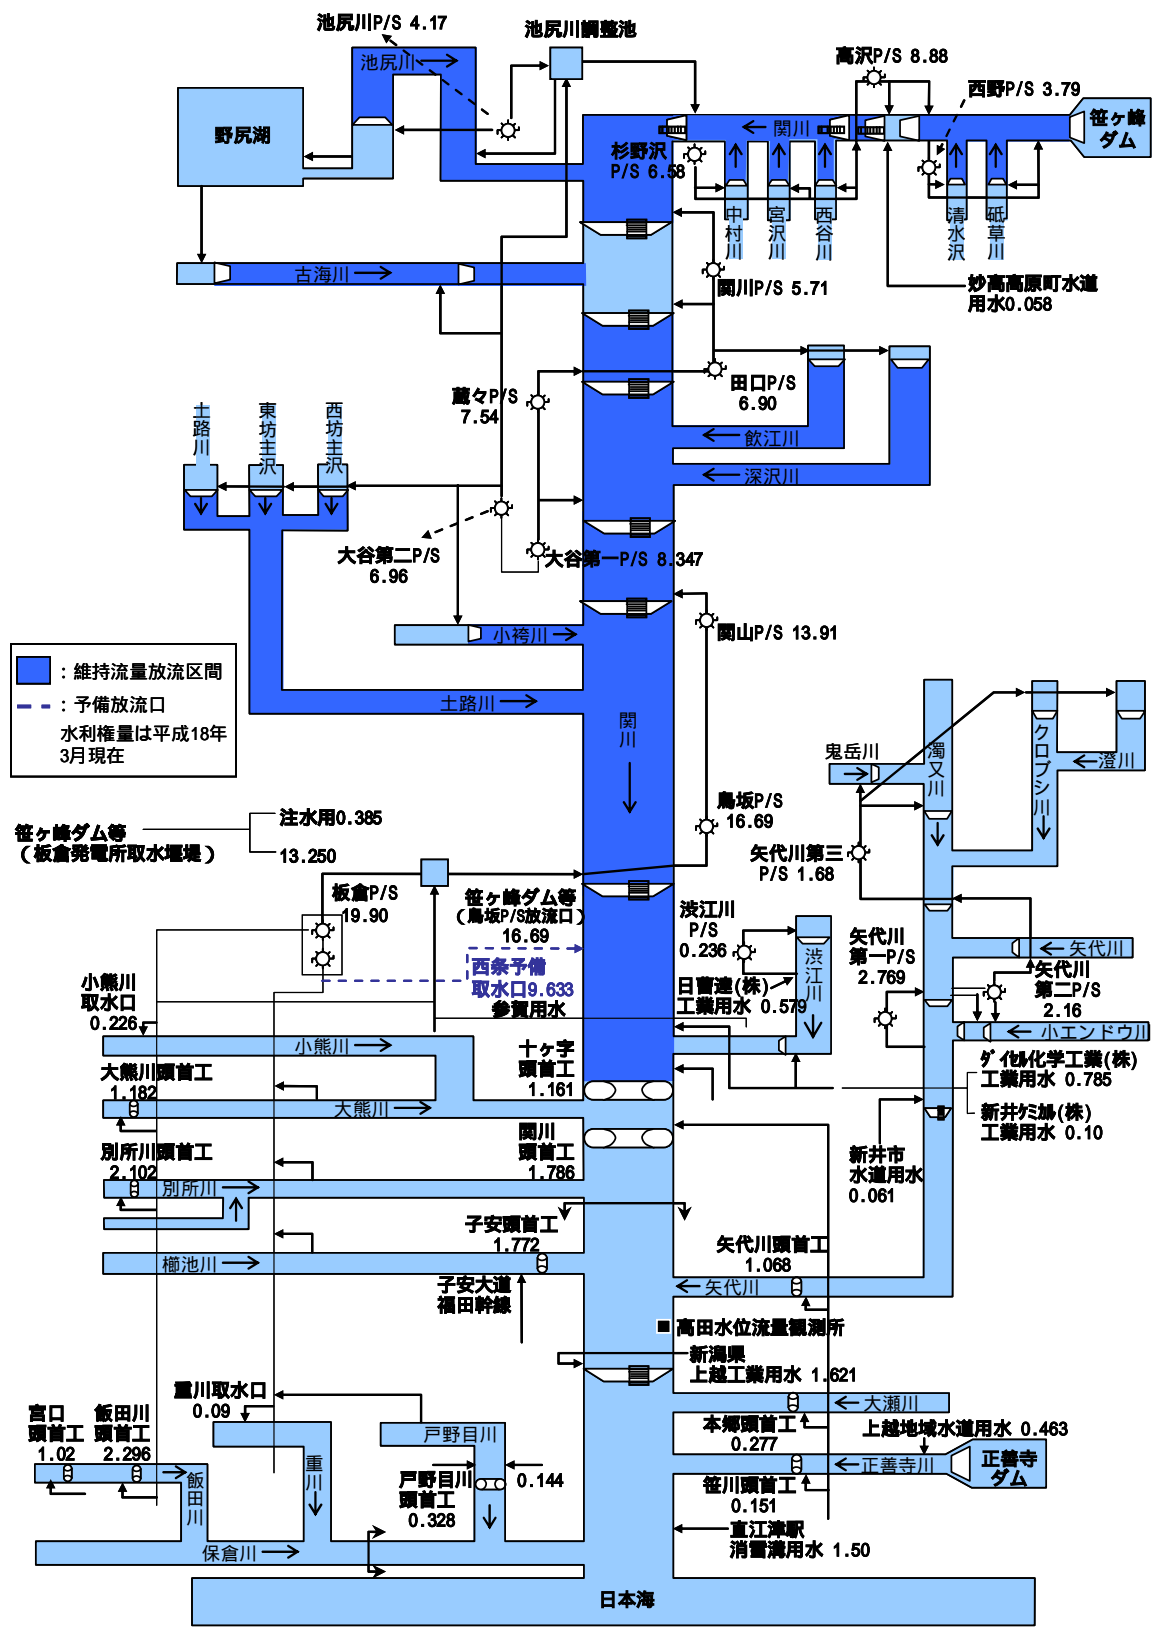 池尻川P/S 4.17
池尻川調整池
高沢P/S 8.88
西野P/S 3.79
池尻川
野尻湖
関川
笹ヶ峰
ダム
杉野沢
P/S 6.58
中村川
宮沢川
西谷川
清水沢
砥草川
古海川
関川P/S 5.71
妙高高原町水道
用水0.058
蔵々P/S
7.54
田口P/S
6.90
土路川
東坊主沢
西坊主沢
飲江川
深沢川
大谷第二P/S
6.96
大谷第一P/S 8.347
小袴川
関山P/S 13.91
：維持流量放流区間
：予備放流口
水利権量は平成18年
3月現在
土路川
関川
鬼岳川
濁又川
クロブシ川
澄川
笹ヶ峰ダム等
（板倉発電所取水堰堤）
注水用0.385
13.250
鳥坂P/S
16.69
矢代川第三
P/S 1.68
板倉P/S
19.90
笹ヶ峰ダム等
（鳥坂P/S放流口）
16.69
渋江川
P/S
0.236
渋江川
矢代川
第一P/S
2.769
矢代川
矢代川
第二P/S
2.16
小熊川
取水口
0.226
西条予備
取水口9.633
参賀用水
日曹達(株)
工業用水 0.579
小エンドウ川
小熊川
十ヶ字
頭首工
1.161
ダイセル化学工業(株)
工業用水 0.785
大熊川頭首工
1.182
大熊川
新井ケミカル(株)
工業用水 0.10
関川
頭首工
1.786
別所川頭首工
2.102
別所川
新井市
水道用水
0.061
子安頭首工
1.772
矢代川頭首工
1.068
櫛池川
子安大道
福田幹線
矢代川
高田水位流量観測所
新潟県
上越工業用水 1.621
重川取水口
0.09
大瀬川
宮口
頭首工
1.02
飯田川
頭首工
2.296
戸野目川
本郷頭首工
0.277
上越地域水道用水 0.463
飯田川
重川
戸野目川
頭首工
0.328
0.144
正善寺川
正善寺
ダム
笹川頭首工
0.151
保倉川
直江津駅
消雪溝用水 1.50
日本海